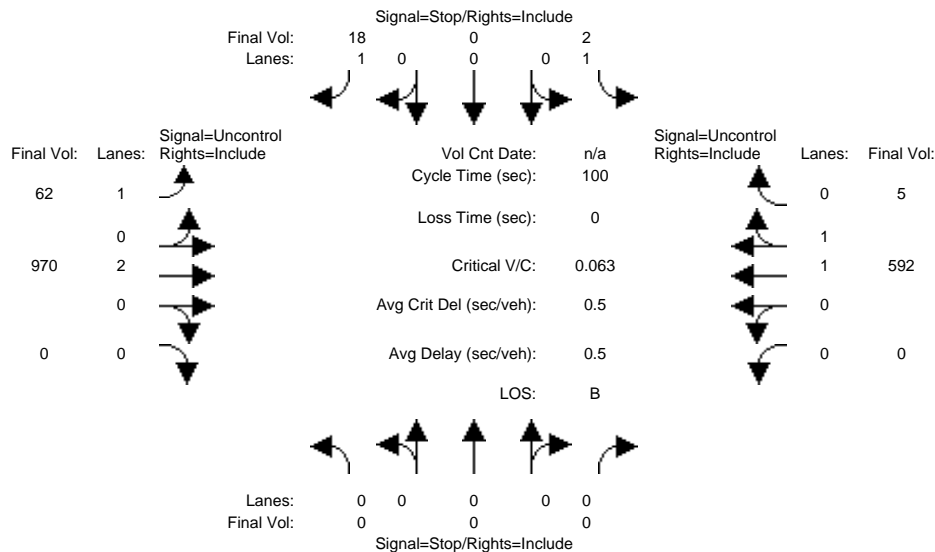 Signal=Stop/Rights=Include
Final Vol: 18 0 2
Lanes: 1 0 0 0 1
Signal=Uncontrol Signal=Uncontrol
Final Vol: Lanes: Rights=Include Vol Cnt Date: n/a Rights=Include Lanes: Final Vol:
Cycle Time (sec): 100
62 1 0 5
Loss Time (sec): 0
0 1
970 2 Critical V/C: 0.063 1 592
0 Avg Crit Del (sec/veh): 0.5 0
0 0 Avg Delay (sec/veh): 0.5 0 0
LOS: B
Lanes: 0 0 0 0 0
Final Vol: 0 0 0
Signal=Stop/Rights=Include